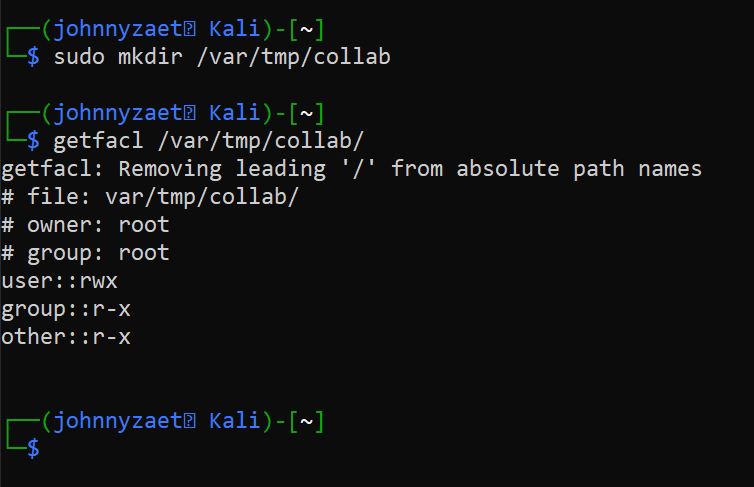 ┌──(johnnyzaet㉿ Kali)-[~]
└─$ sudo mkdir /var/tmp/collab
┌──(johnnyzaet㉿ Kali)-[~]
└─$ getfacl /var/tmp/collab/
getfacl: Removing leading '/' from absolute path names
# file: var/tmp/collab/
# owner: root
# group: root
user::rwx
group::r-x
other::r-x
┌──(johnnyzaet㉿ Kali)-[~]
└─$